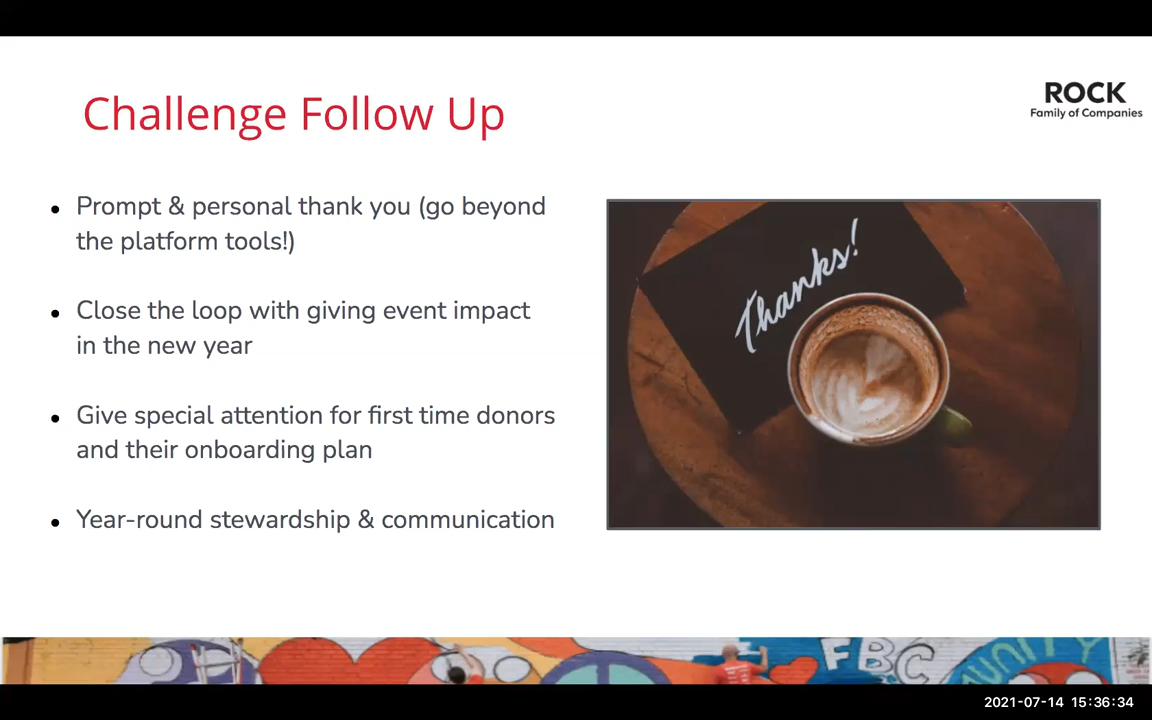 Challenge Follow Up
ROCK
Family of Companies
• Prompt & personal thank you (go beyond
the platform tools!)
• Close the loop with giving event impact
in the new year
• Give special attention for first time donors
and their onboarding plan
• Year-round stewardship & communication
Thanks!
FBC
MUNITY
2021-07-14 15:36:34